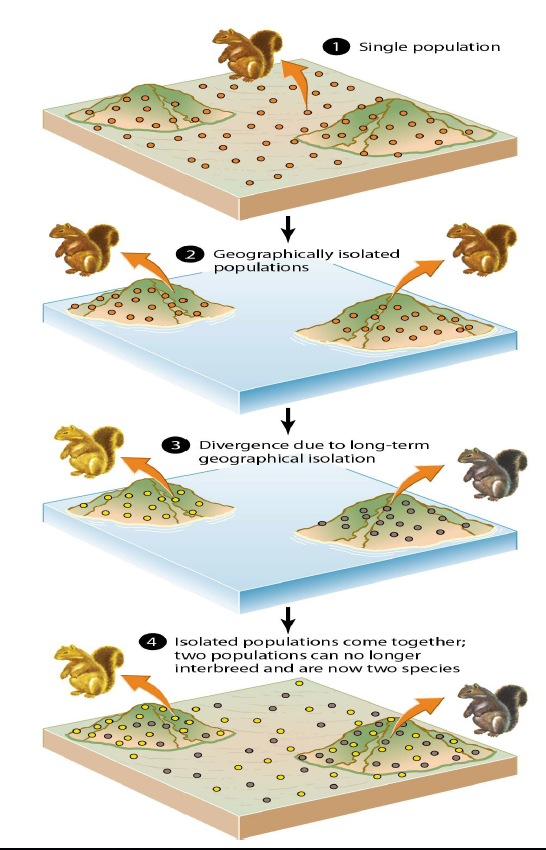 1 Single population
2 Geographically isolated
populations
3 Divergence due to long-term
geographical isolation
4 Isolated populations come together;
two populations can no longer
interbreed and are now two species